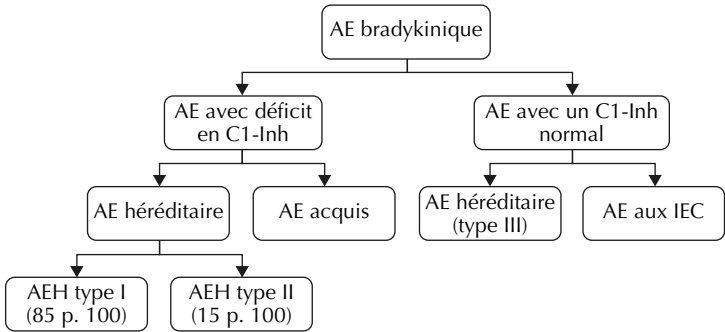 AE bradykinique
AE avec déficit
en C1-Inh
AE avec un C1-Inh
normal
AE héréditaire
AE acquis
AE héréditaire
(type III)
AE aux IEC
AEH type I
(85 p. 100)
AEH type II
(15 p. 100)